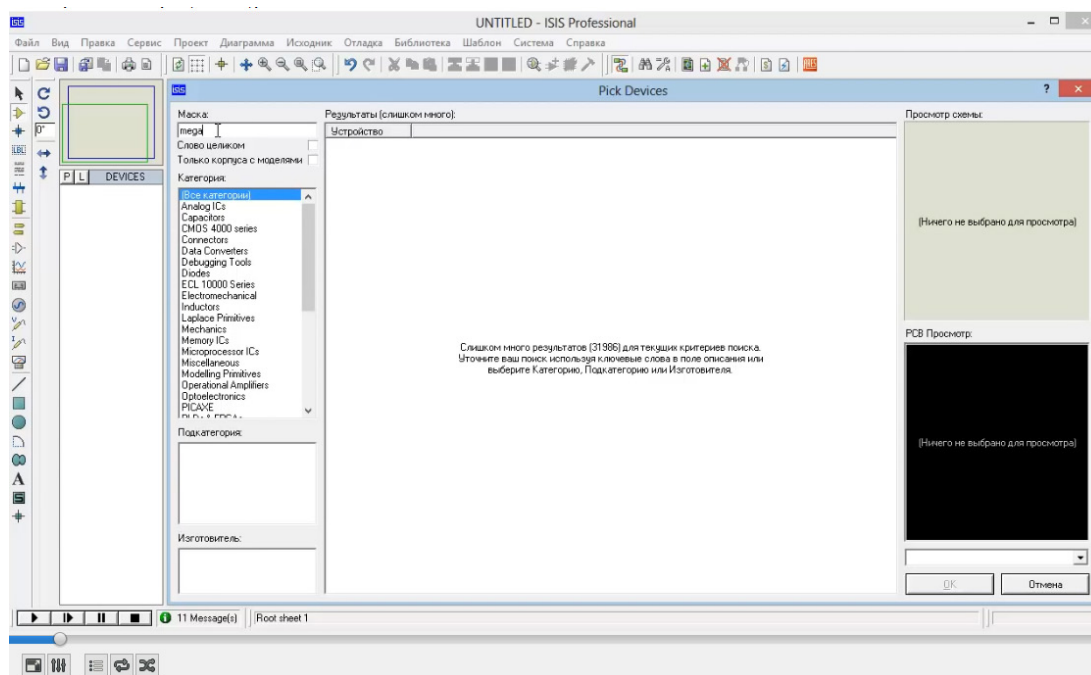 ISIS
UNTITLED - ISIS Professional
Файл Вид Правка Сервис Проект Диаграмма Исходник Отладка Библиотека Шаблон Система Справка
ISIS
Pick Devices
Маска:
mega
Слово целиком
Только корпуса с моделями
Категория:
(Все категории)
Analog ICs
Capacitors
CMOS 4000 series
Connectors
Data Converters
Debugging Tools
Diodes
ECL 10000 Series
Electromechanical
Inductors
Laplace Primitives
Mechanics
Memory ICs
Microprocessor ICs
Miscellaneous
Modelling Primitives
Operational Amplifiers
Optoelectronics
PICAXE
Подкатегория:
Изготовитель:
Результаты (слишком много):
Устройство
Слишком много результатов (31986) для текущих критериев поиска.
Уточните ваш поиск используя ключевые слова в поле описания или
выберите Категорию, Подкатегорию или Изготовителя.
Просмотр схемы:
(Ничего не выбрано для просмотра)
PCB Просмотр:
(Ничего не выбрано для просмотра)
OK
Отмена
0°
LBL
P L DEVICES
A
S
11 Message(s)
Root sheet 1